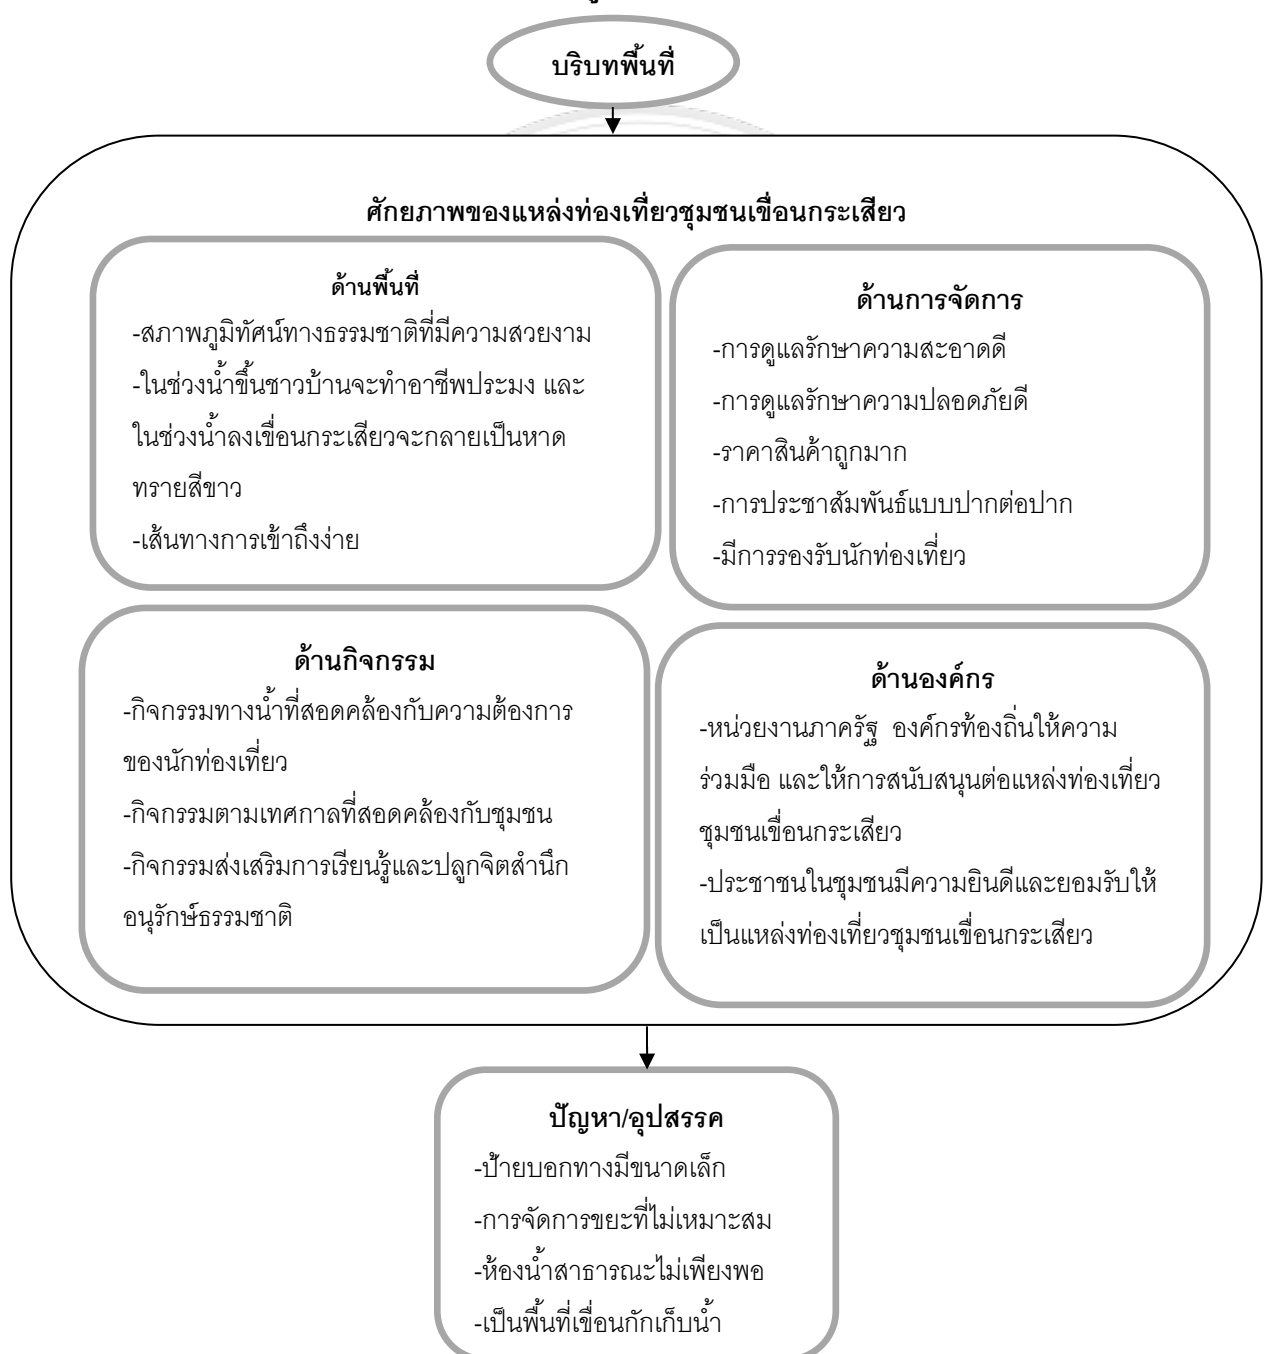 บริบทพื้นที่
ศักยภาพของแหล่งท่องเที่ยวชุมชนเขื่อนกระเสียว
ด้านพื้นที่
-สภาพภูมิทัศน์ทางธรรมชาติที่มีความสวยงาม
-ในช่วงน้ำขึ้นชาวบ้านจะทำอาชีพประมง และ
ในช่วงน้ำลงเขื่อนกระเสียวจะกลายเป็นหาด
ทรายสีขาว
-เส้นทางการเข้าถึงง่าย
ด้านการจัดการ
-การดูแลรักษาความสะอาดดี
-การดูแลรักษาความปลอดภัยดี
-ราคาสินค้าถูกมาก
-การประชาสัมพันธ์แบบปากต่อปาก
-มีการรองรับนักท่องเที่ยว
ด้านกิจกรรม
-กิจกรรมทางน้ำที่สอดคล้องกับความต้องการ
ของนักท่องเที่ยว
-กิจกรรมตามเทศกาลที่สอดคล้องกับชุมชน
-กิจกรรมส่งเสริมการเรียนรู้และปลูกจิตสำนึก
อนุรักษ์ธรรมชาติ
ด้านองค์กร
-หน่วยงานภาครัฐ องค์กรท้องถิ่นให้ความ
ร่วมมือ และให้การสนับสนุนต่อแหล่งท่องเที่ยว
ชุมชนเขื่อนกระเสียว
-ประชาชนในชุมชนมีความยินดีและยอมรับให้
เป็นแหล่งท่องเที่ยวชุมชนเขื่อนกระเสียว
ปัญหา/อุปสรรค
-ป้ายบอกทางมีขนาดเล็ก
-การจัดการขยะที่ไม่เหมาะสม
-ห้องน้ำสาธารณะไม่เพียงพอ
-เป็นพื้นที่เขื่อนกักเก็บน้ำ